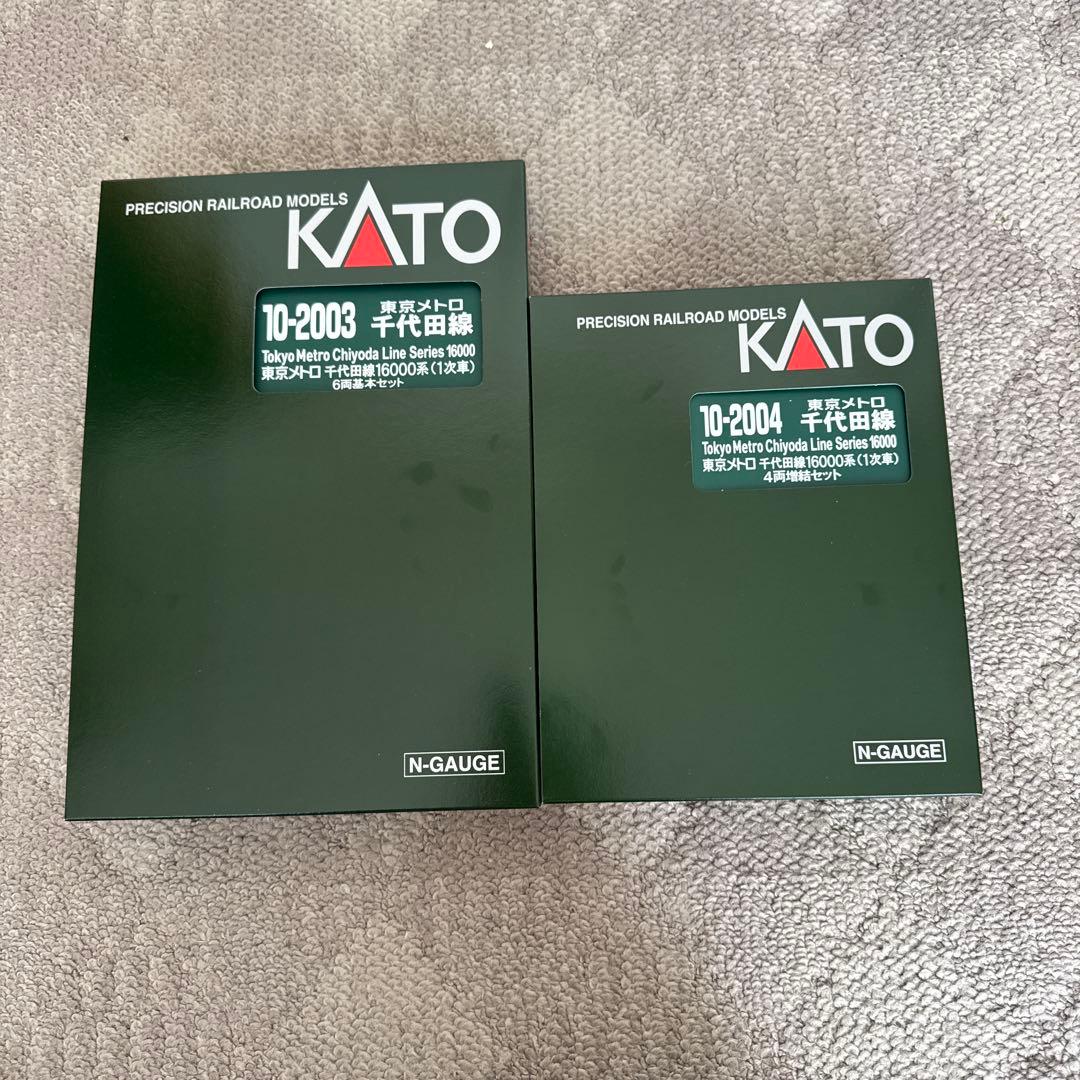 PRECISION RAILROAD MODELS
KATO
10-2003
東京メトロ
千代田線
Tokyo Metro Chiyoda Line Series 16000
東京メトロ 千代田線16000系(1次車)
6両基本セット
N-GAUGE
PRECISION RAILROAD MODELS
KATO
10-2004
東京メトロ
千代田線
Tokyo Metro Chiyoda Line Series 16000
東京メトロ 千代田線16000系(1次車)
4両増結セット
N-GAUGE